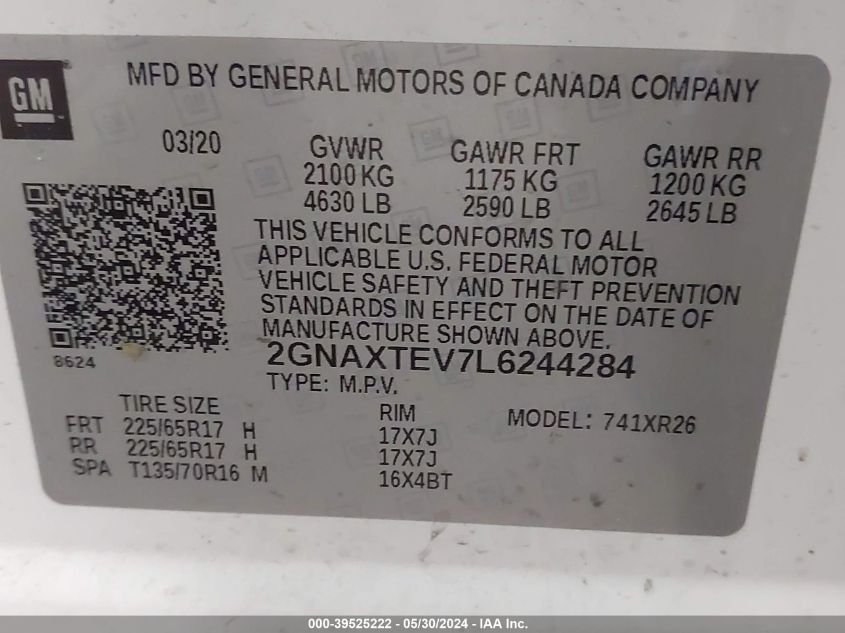 GM
MFD BY GENERAL MOTORS OF CANADA COMPANY
03/20 GVWR GAWR FRT GAWR RR
2100 KG 1175 KG 1200 KG
4630 LB 2590 LB 2645 LB
THIS VEHICLE CONFORMS TO ALL
APPLICABLE U.S. FEDERAL MOTOR
VEHICLE SAFETY AND THEFT PREVENTION
STANDARDS IN EFFECT ON THE DATE OF
MANUFACTURE SHOWN ABOVE.
8624 2GNAXTEV7L6244284
TYPE: M.P.V.
TIRE SIZE RIM MODEL: 741XR26
FRT 225/65R17 H 17X7J
RR 225/65R17 H 17X7J
SPA T135/70R16 M 16X4BT
000-39525222 — 05/30/2024 — IAA Inc.